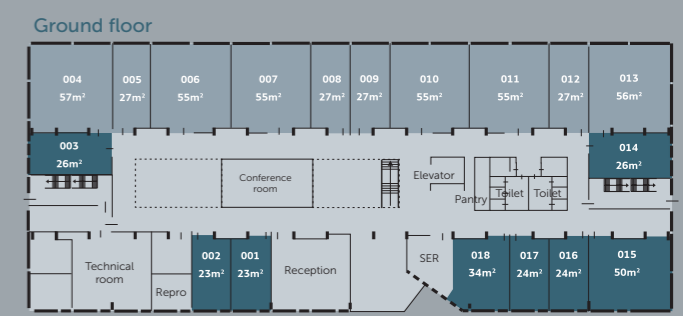 Ground floor
004
57m²
005
27m²
006
55m²
007
55m²
008
27m²
009
27m²
010
55m²
011
55m²
012
27m²
013
56m²
003
26m²
014
26m²
Conference
room
Elevator
Pantry
Toilet
Toilet
Technical
room
Repro
002
23m²
001
23m²
Reception
SER
018
34m²
017
24m²
016
24m²
015
50m²